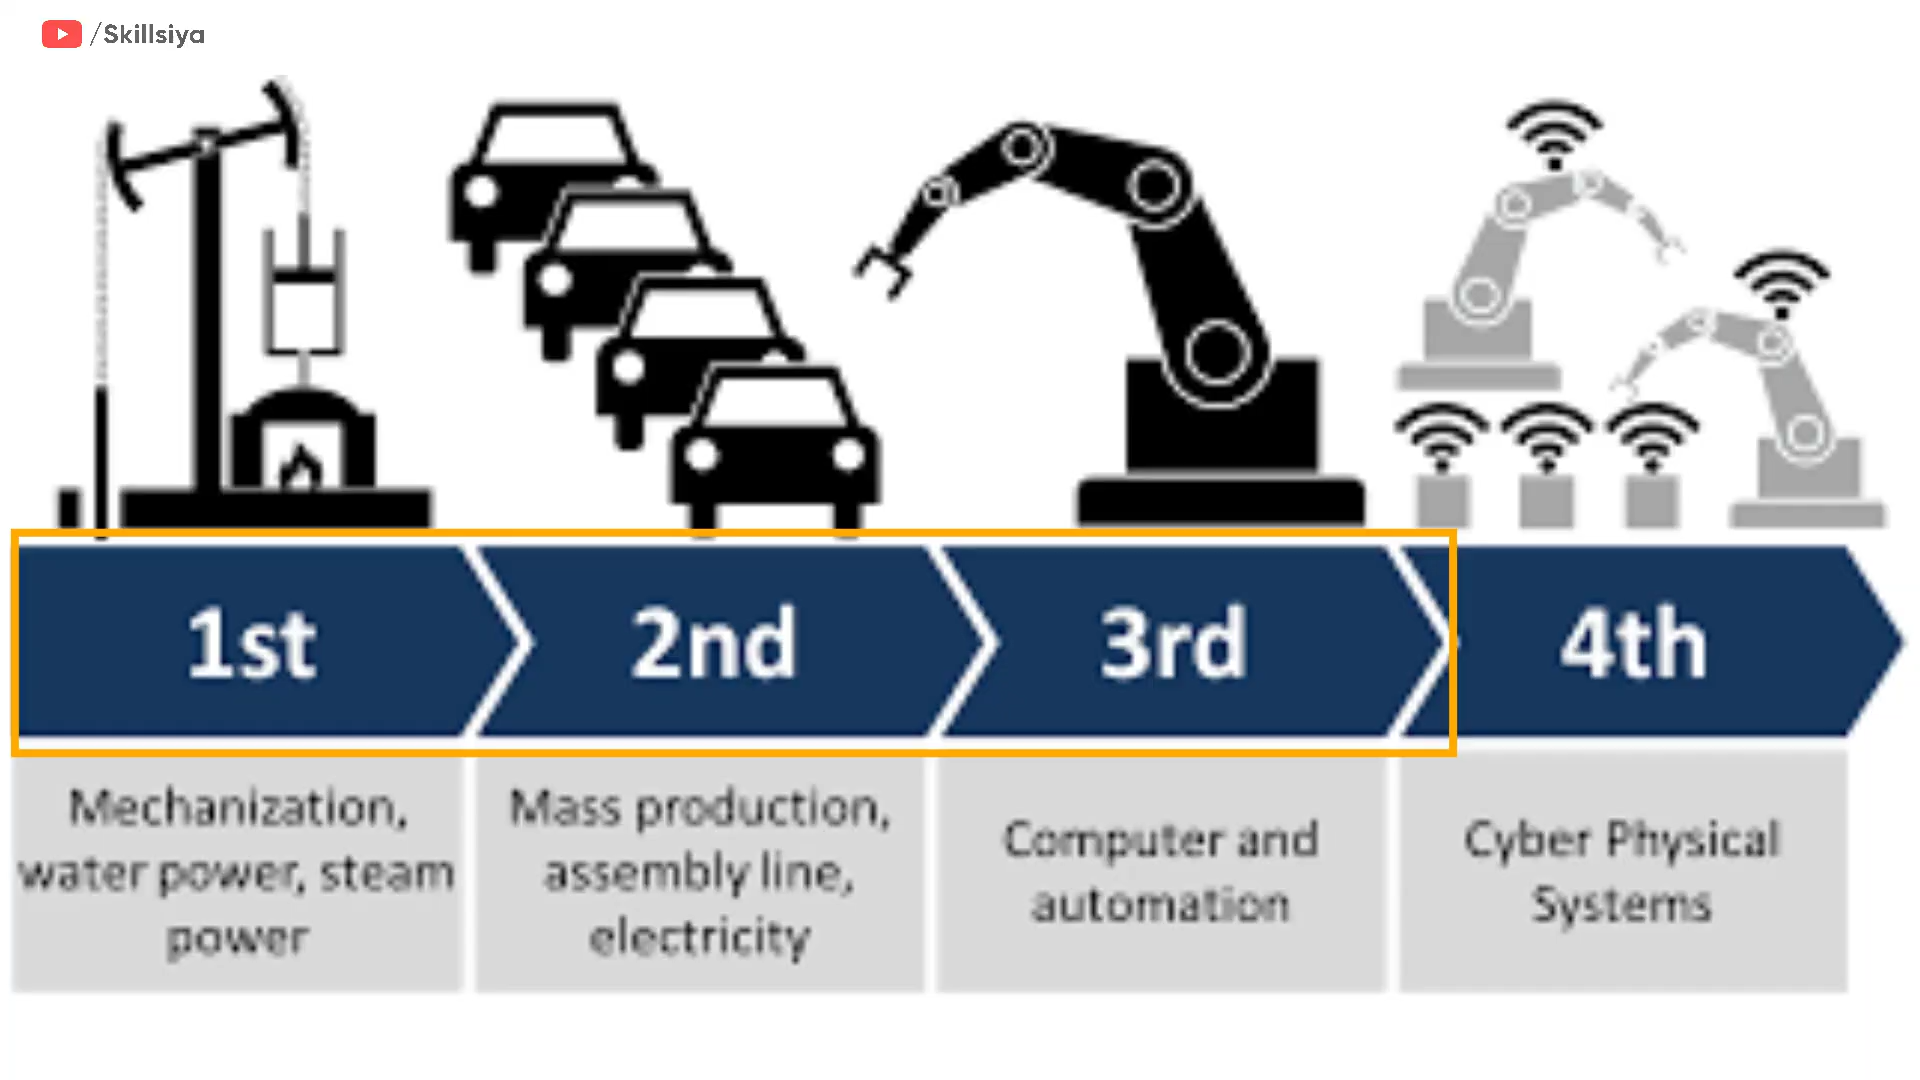 /Skillsiya
1st
2nd
3rd
4th
Mechanization,
water power, steam
power
Mass production,
assembly line,
electricity
Computer and
automation
Cyber Physical
Systems